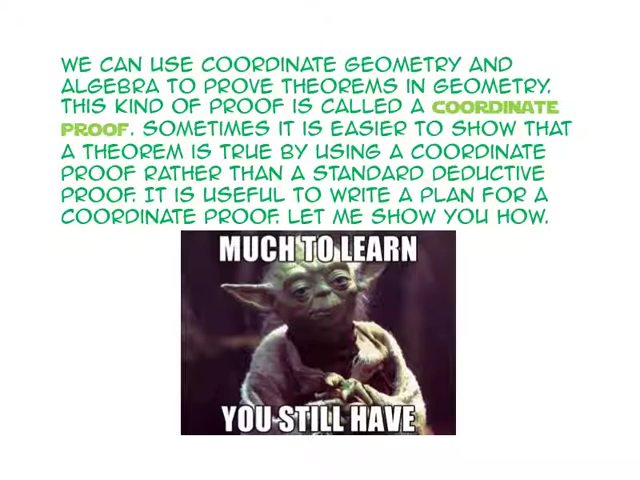 WE CAN USE COORDINATE GEOMETRY AND
ALGEBRA TO PROVE THEOREMS IN GEOMETRY.
THIS KIND OF PROOF IS CALLED A COORDINATE
PROOF. SOMETIMES IT IS EASIER TO SHOW THAT
A THEOREM IS TRUE BY USING A COORDINATE
PROOF RATHER THAN A STANDARD DEDUCTIVE
PROOF. IT IS USEFUL TO WRITE A PLAN FOR A
COORDINATE PROOF. LET ME SHOW YOU HOW.
MUCH TO LEARN
YOU STILL HAVE